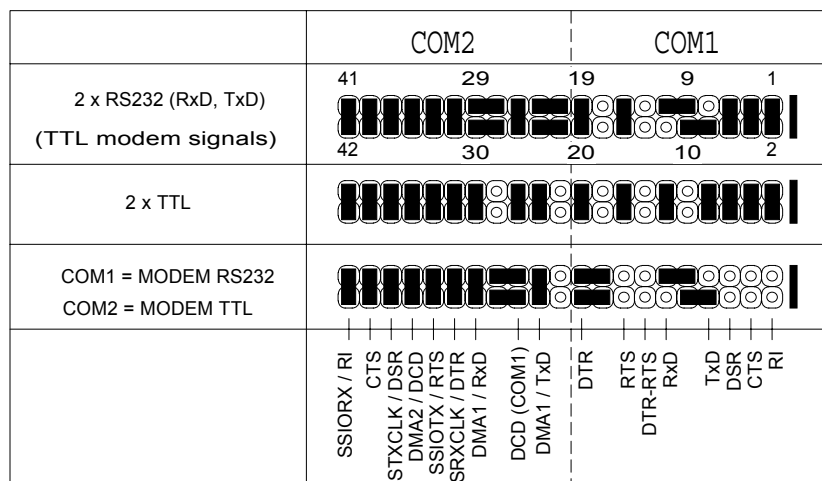 COM2 COM1
2 x RS232 (RxD, TxD)
(TTL modem signals)
41 29 19 9 1
42 30 20 10 2
2 x TTL
COM1 = MODEM RS232
COM2 = MODEM TTL
SSIORX / RI
CTS
STXCLK / DSR
DMA2 / DCD
SSIOTX / RTS
SRXCLK / DTR
DMA1 / RxD
DCD (COM1)
DMA1 / TxD
DTR
RTS
DTR-RTS
RxD
TxD
DSR
CTS
RI